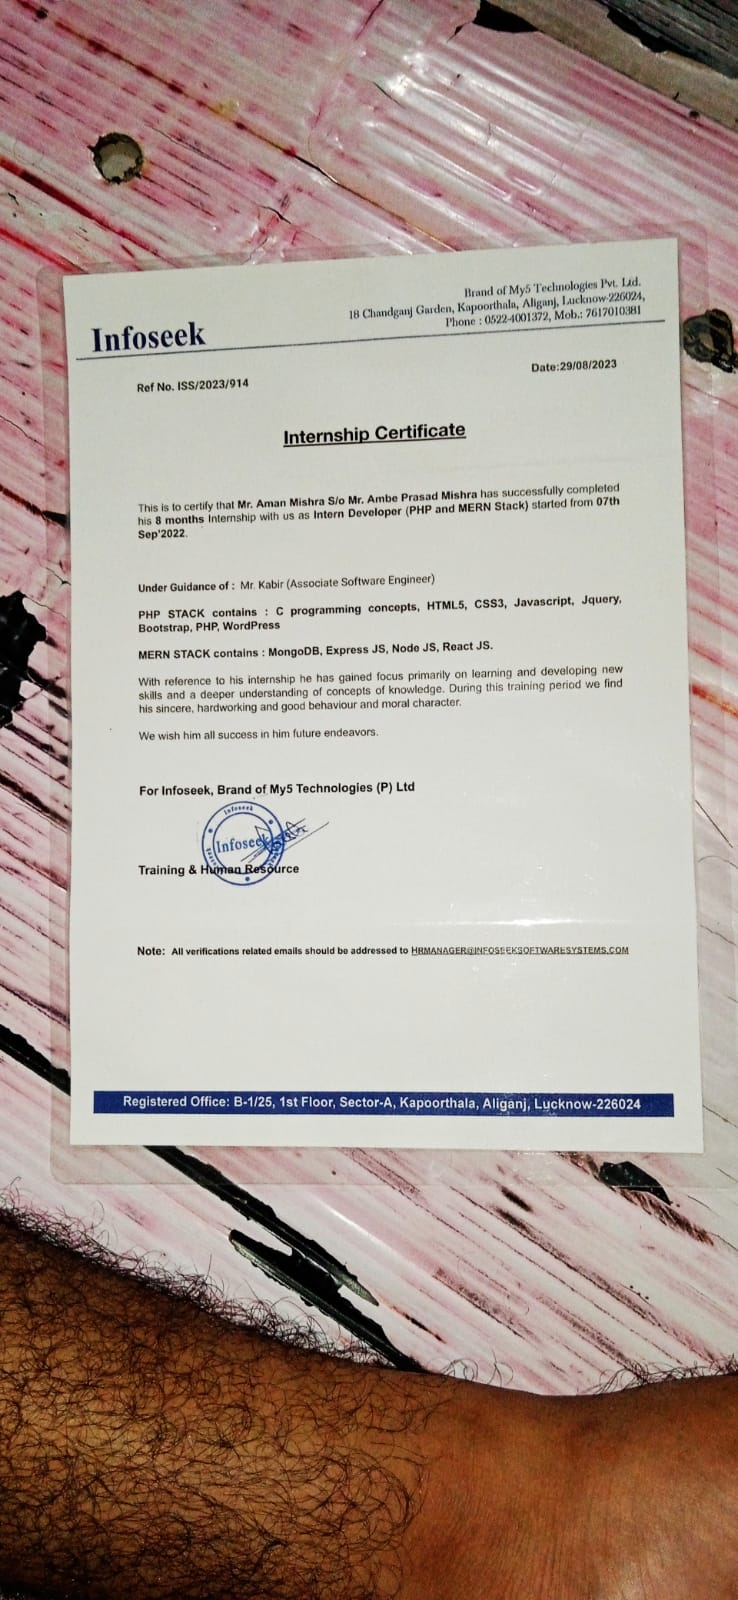 Infoseek
Brand of My5 Technologies Pvt. Ltd.
18 Chandganj Garden, Kapoorthala, Aliganj, Lucknow-226024,
Phone : 0522-4001372, Mob.: 7617010381
Ref No. ISS/2023/914
Date:29/08/2023
Internship Certificate
This is to certify that Mr. Aman Mishra S/o Mr. Ambe Prasad Mishra has successfully completed
his 8 months Internship with us as Intern Developer (PHP and MERN Stack) started from 07th
Sep'2022.
Under Guidance of : Mr. Kabir (Associate Software Engineer)
PHP STACK contains : C programming concepts, HTML5, CSS3, Javascript, Jquery,
Bootstrap, PHP, WordPress
MERN STACK contains : MongoDB, Express JS, Node JS, React JS.
With reference to his internship he has gained focus primarily on learning and developing new
skills and a deeper understanding of concepts of knowledge. During this training period we find
his sincere, hardworking and good behaviour and moral character.
We wish him all success in him future endeavors.
For Infoseek, Brand of My5 Technologies (P) Ltd
Infoseek
Infoseek
Training & Human Resource
Note: All verifications related emails should be addressed to HRMANAGER@INFOSEEKSOFTWARESYSTEMS.COM
Registered Office: B-1/25, 1st Floor, Sector-A, Kapoorthala, Aliganj, Lucknow-226024